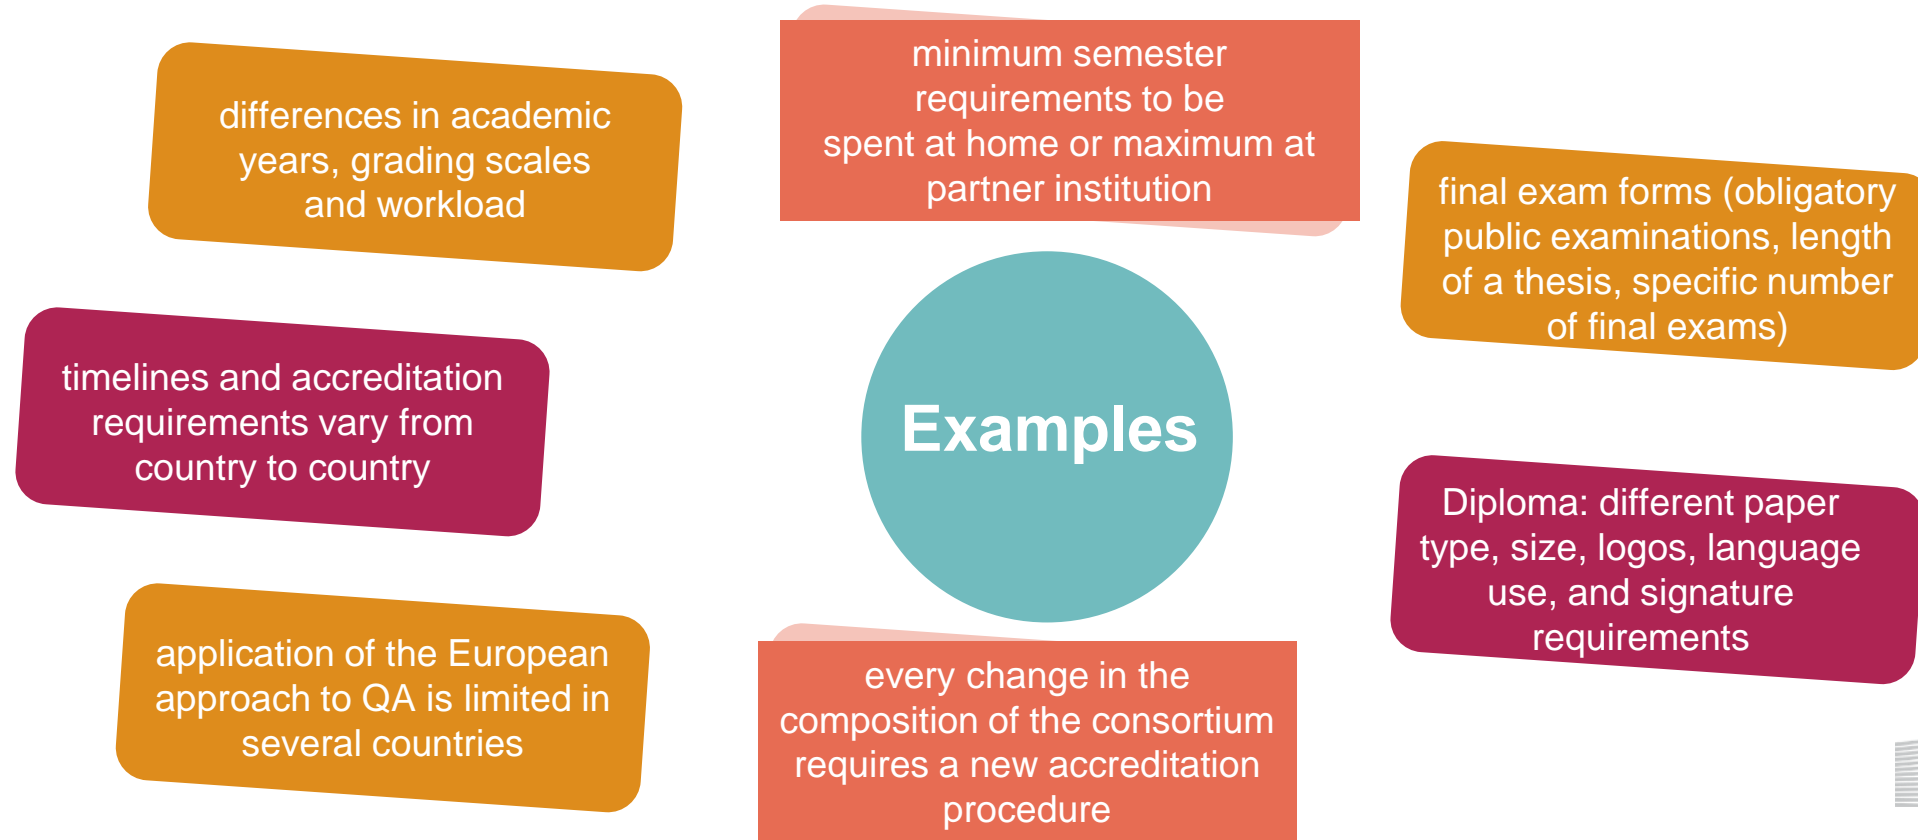 differences in academic
years, grading scales
and workload
minimum semester
requirements to be
spent at home or maximum at
partner institution
final exam forms (obligatory
public examinations, length
of a thesis, specific number
of final exams)
timelines and accreditation
requirements vary from
country to country
Examples
Diploma: different paper
type, size, logos, language
use, and signature
requirements
application of the European
approach to QA is limited in
several countries
every change in the
composition of the consortium
requires a new accreditation
procedure